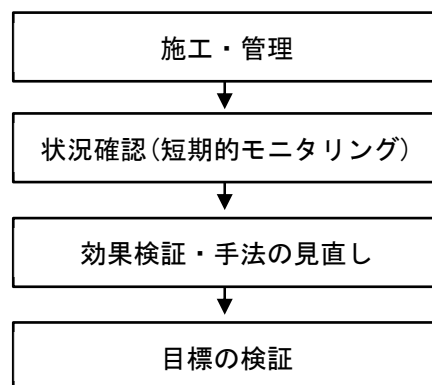 施工・管理
状況確認(短期的モニタリング)
効果検証・手法の見直し
目標の検証